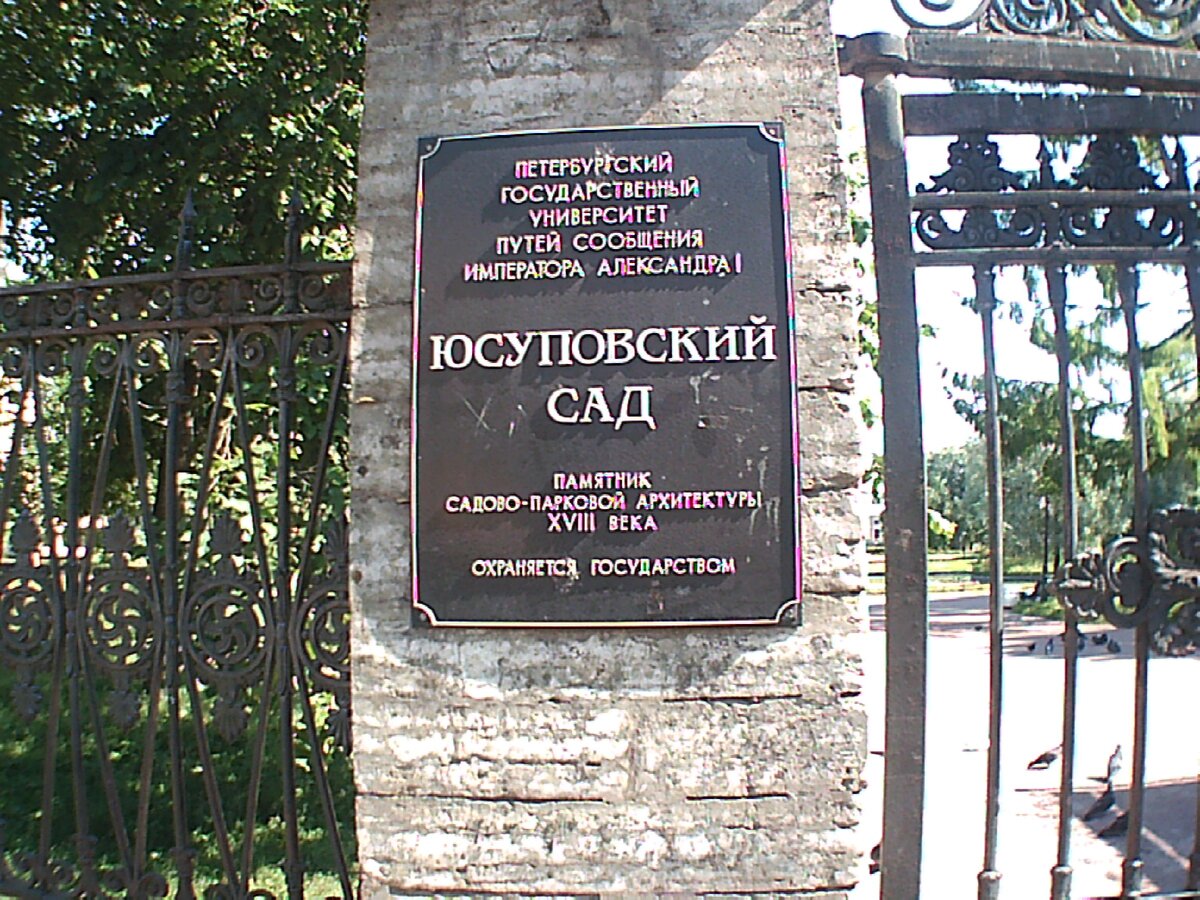 ПЕТЕРБУРГСКИЙ
ГОСУДАРСТВЕННЫЙ
УНИВЕРСИТЕТ
ПУТЕЙ СООБЩЕНИЯ
ИМПЕРАТОРА АЛЕКСАНДРА I
ЮСУПОВСКИЙ
САД
ПАМЯТНИК
САДОВО-ПАРКОВОЙ АРХИТЕКТУРЫ
XVIII ВЕКА
ОХРАНЯЕТСЯ ГОСУДАРСТВОМ